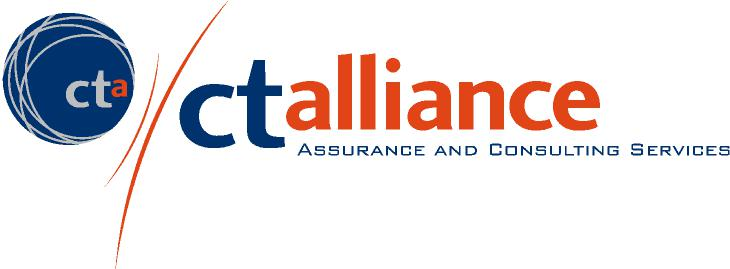 cta
ctalliance
Assurance and Consulting Services